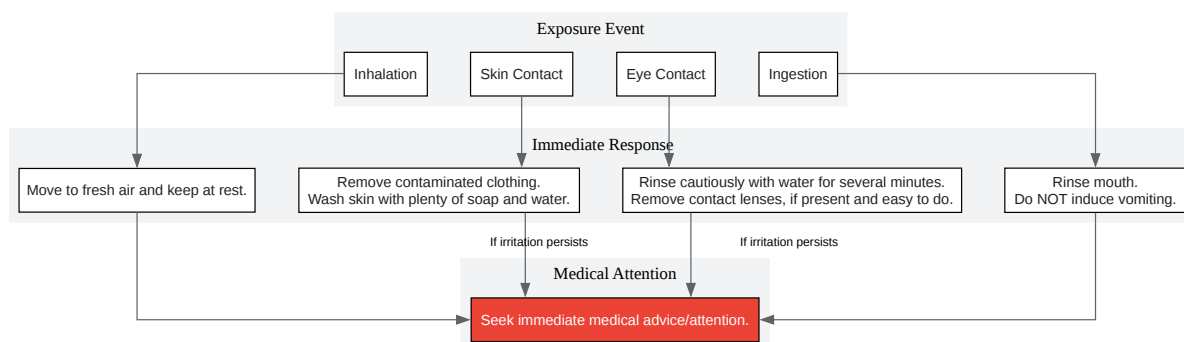 Exposure Event
Inhalation
Skin Contact
Eye Contact
Ingestion
Immediate Response
Move to fresh air and keep at rest.
Remove contaminated clothing.
Wash skin with plenty of soap and water.
Rinse cautiously with water for several minutes.
Remove contact lenses, if present and easy to do.
Rinse mouth.
Do NOT induce vomiting.
If irritation persists
If irritation persists
Medical Attention
Seek immediate medical advice/attention.